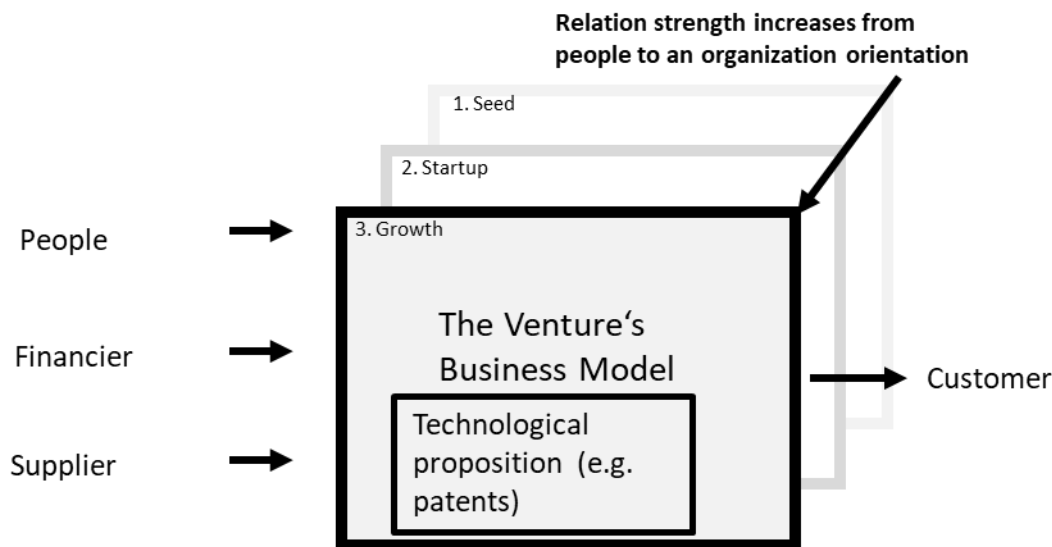 Relation strength increases from
people to an organization orientation
1. Seed
2. Startup
3. Growth
People
Financier
Supplier
The Venture‘s
Business Model
Technological
proposition (e.g.
patents)
Customer